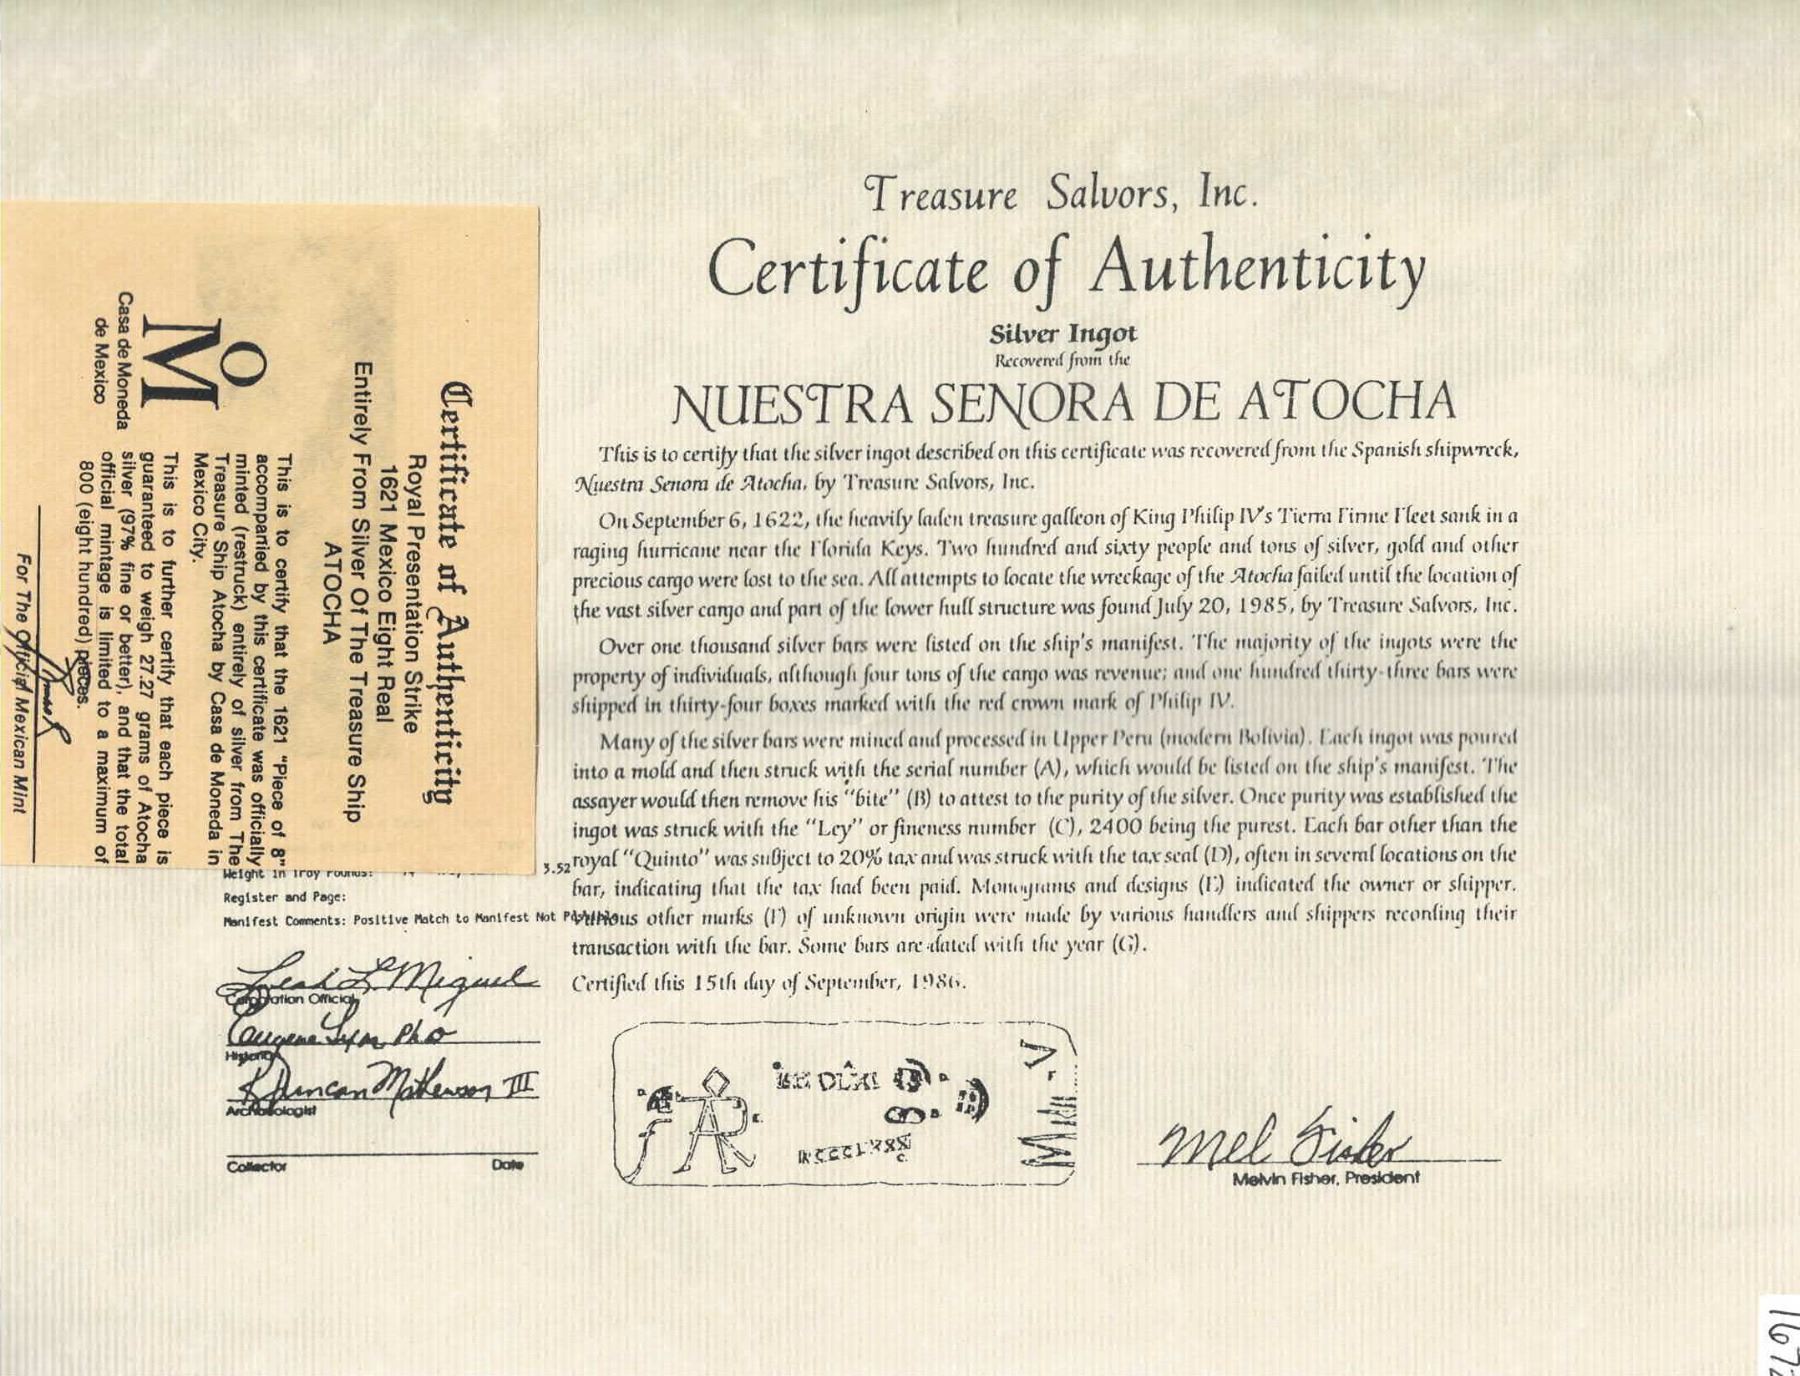 Treasure Salvors, Inc.
Certificate of Authenticity
Silver Ingot
Recovered from the
NUESTRA SENORA DE ATOCHA
This is to certify that the silver ingot described on this certificate was recovered from the Spanish shipwreck,
Nuestra Senora de Atocha, by Treasure Salvors, Inc.
On September 6, 1622, the heavily laden treasure galleon of King Philip IV's Tierra Firme Fleet sank in a
raging hurricane near the Florida Keys. Two hundred and sixty people and tons of silver, gold and other
precious cargo were lost to the sea. All attempts to locate the wreckage of the Atocha failed until the location of
the vast silver cargo and part of the lower hull structure was found July 20, 1985, by Treasure Salvors, Inc.
Over one thousand silver bars were listed on the ship's manifest. The majority of the ingots were the
property of individuals, although four tons of the cargo was revenue; and one hundred thirty-three bars were
shipped in thirty-four boxes marked with the red crown mark of Philip IV.
Many of the silver bars were mined and processed in Upper Peru (modern Bolivia). Each ingot was poured
into a mold and then struck with the serial number (A), which would be listed on the ship's manifest. The
assayer would then remove his "bite" (B) to attest to the purity of the silver. Once purity was established the
ingot was struck with the "Ley" or fineness number (C), 2400 being the purest. Each bar other than the
royal "Quinto" was subject to 20% tax and was struck with the tax seal (D), often in several locations on the
bar, indicating that the tax had been paid. Monograms and designs (E) indicated the owner or shipper.
Various other marks (F) of unknown origin were made by various handlers and shippers recording their
transaction with the bar. Some bars are dated with the year (G).
Certified this 15th day of September, 1986.
Mel Fisher
Melvin Fisher, President
Certificate of Authenticity
Royal Presentation Strike
1621 Mexico Eight Real
Entirely From Silver Of The Treasure Ship
ATOCHA
This is to certify that the 1621 "Piece of 8"
accompanied by this certificate was officially
minted (restruck) entirely of silver from The
Treasure Ship Atocha by Casa de Moneda in
Mexico City.
This is to further certify that each piece is
guaranteed to weigh 27.27 grams of Atocha
silver (97% fine or better), and that the total
official mintage is limited to a maximum of
800 (eight hundred) pieces.
Mo
Casa de Moneda
de Mexico
For The Official Mexican Mint
Weight in Troy Pounds:
3.52
Register and Page:
Manifest Comments: Positive Match to Manifest Not Possible
Leah L Miguel
Corporation Official
Eugene Lyon PhD
Historian
R Duncan Mathewson III
Archaeologist
Collector Date
1672